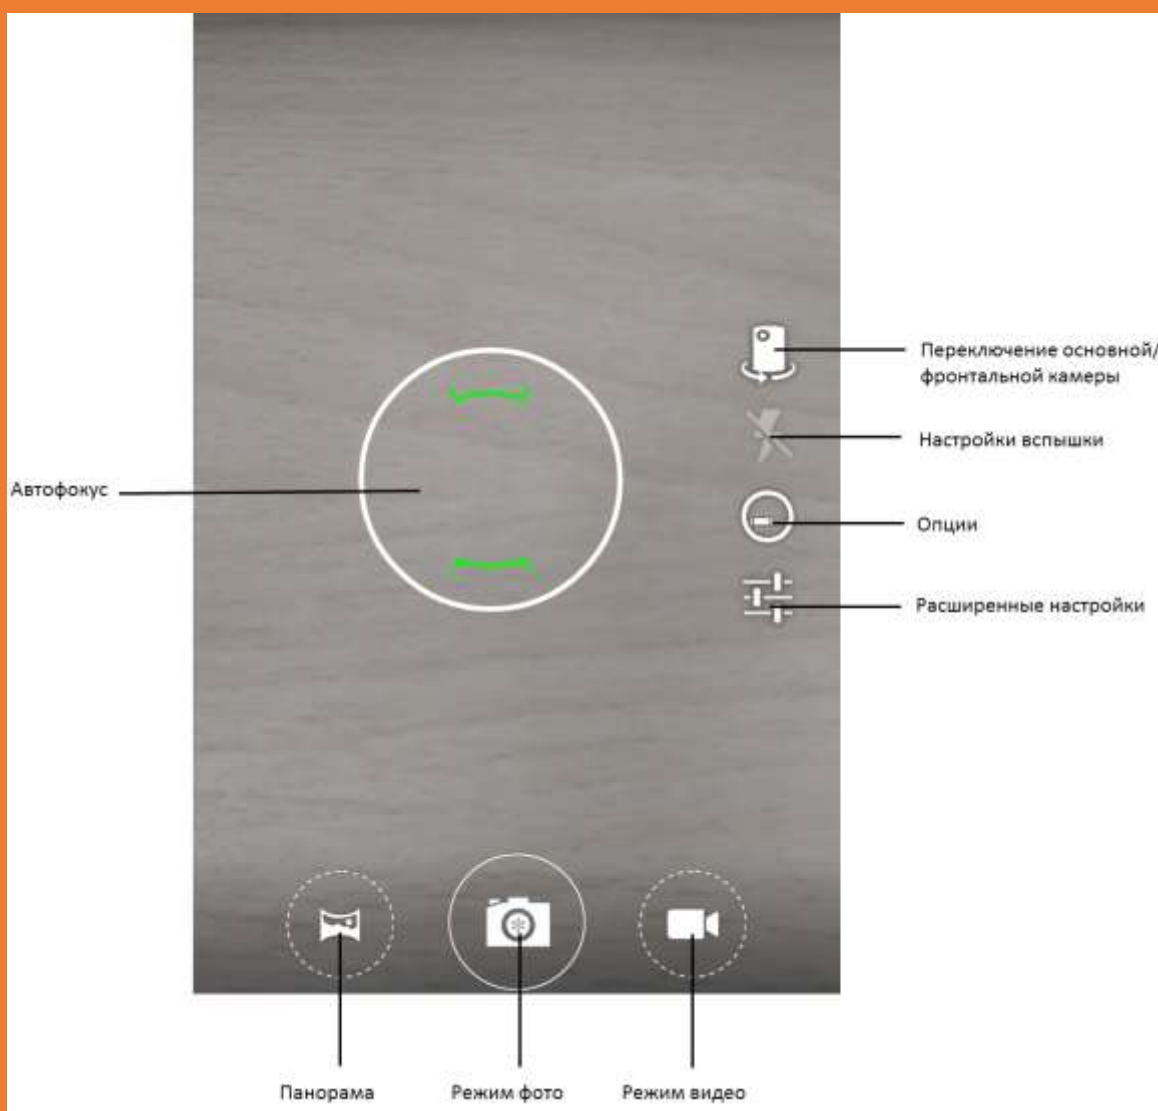 Переключение основной/
фронтальной камеры
Настройки вспышки
Автофокус
Опции
Расширенные настройки
Панорама
Режим фото
Режим видео